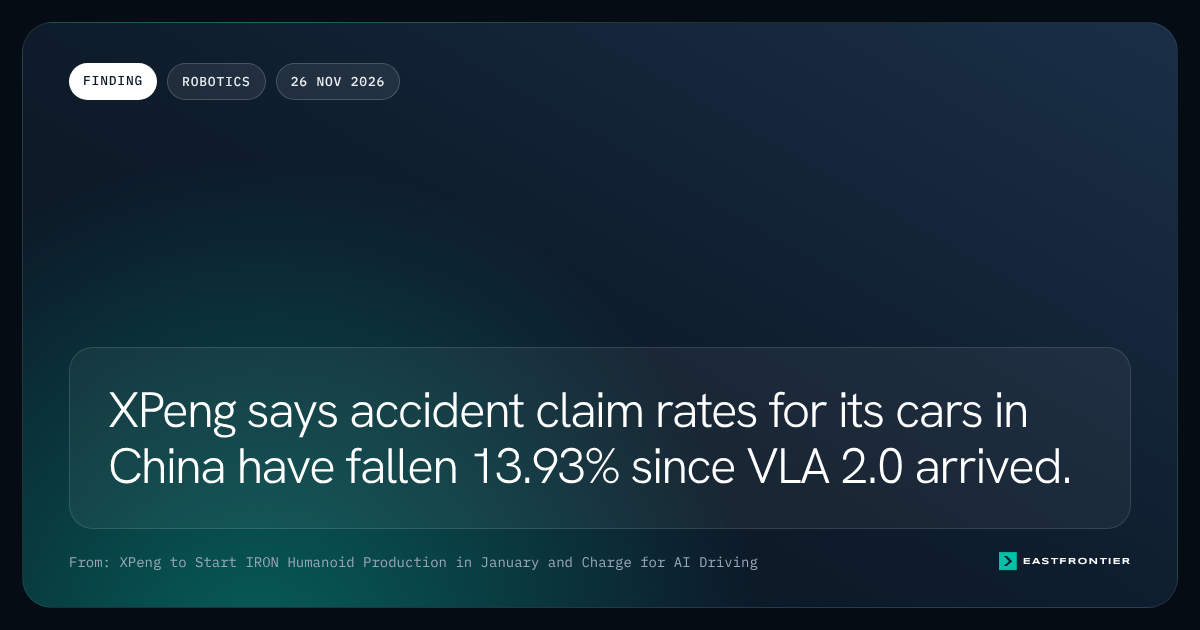 FINDING
ROBOTICS
26 NOV 2026
XPeng says accident claim rates for its cars in
China have fallen 13.93% since VLA 2.0 arrived.
From: XPeng to Start IRON Humanoid Production in January and Charge for AI Driving
EASTFRONTIER